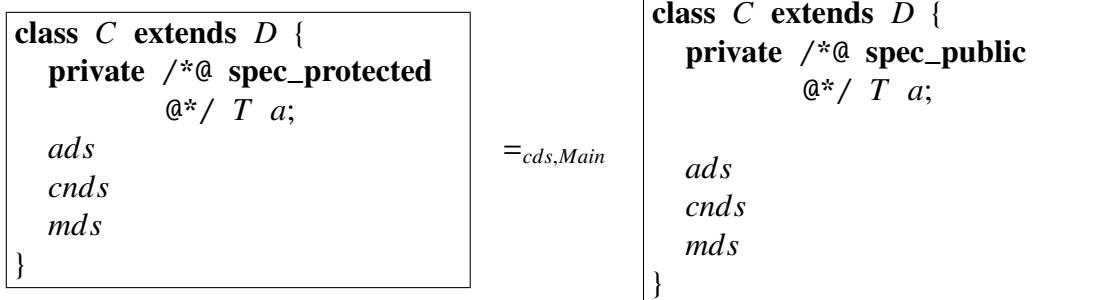 class C extends D {
private /*@ spec_protected
@*/ T a;
ads
cnds
mds
}
=cds,Main
class C extends D {
private /*@ spec_public
@*/ T a;
ads
cnds
mds
}